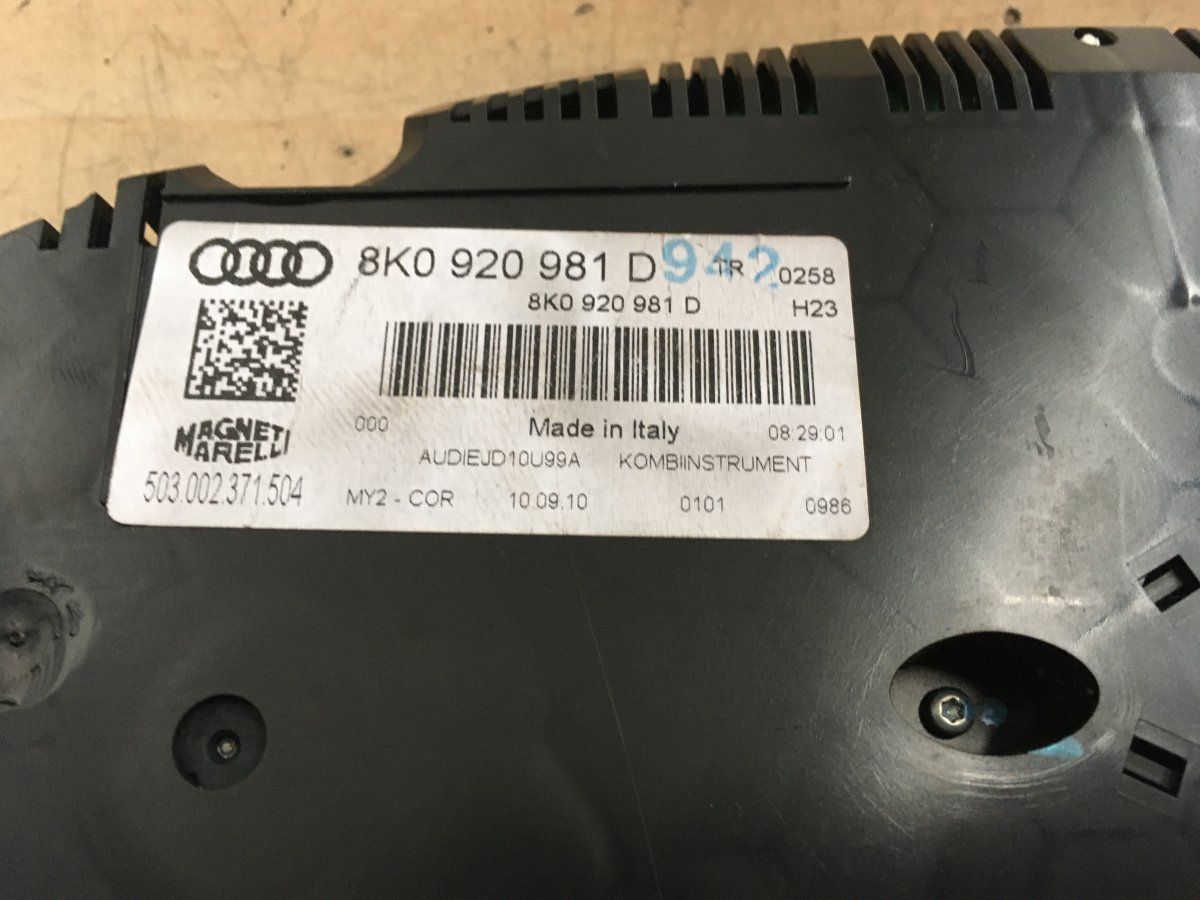 8K0 920 981 D 942 TR 0258
8K0 920 981 D H23
MAGNETI
MARELLI
000 Made in Italy 08:29:01
AUDIEJD10U99A KOMBIINSTRUMENT
503.002.371.504 MY2 - COR 10.09.10 0101 0986